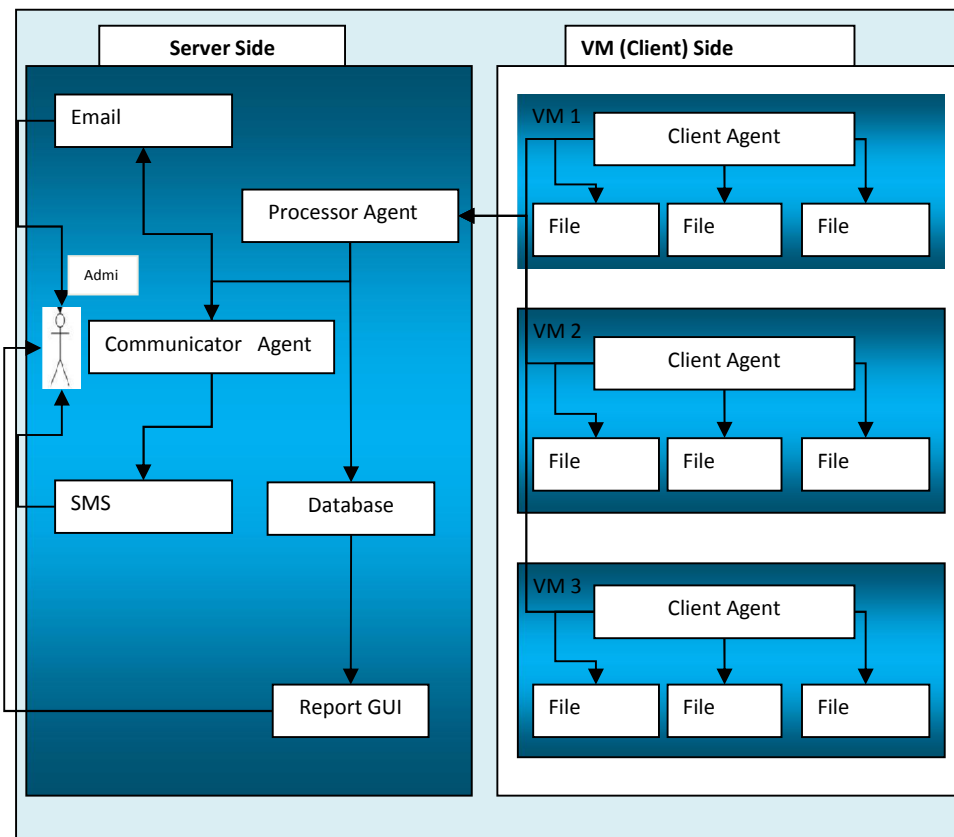 Server Side
Email
Processor Agent
Admi
Communicator Agent
SMS
Database
Report GUI
VM (Client) Side
VM 1
Client Agent
File
File
File
VM 2
Client Agent
File
File
File
VM 3
Client Agent
File
File
File